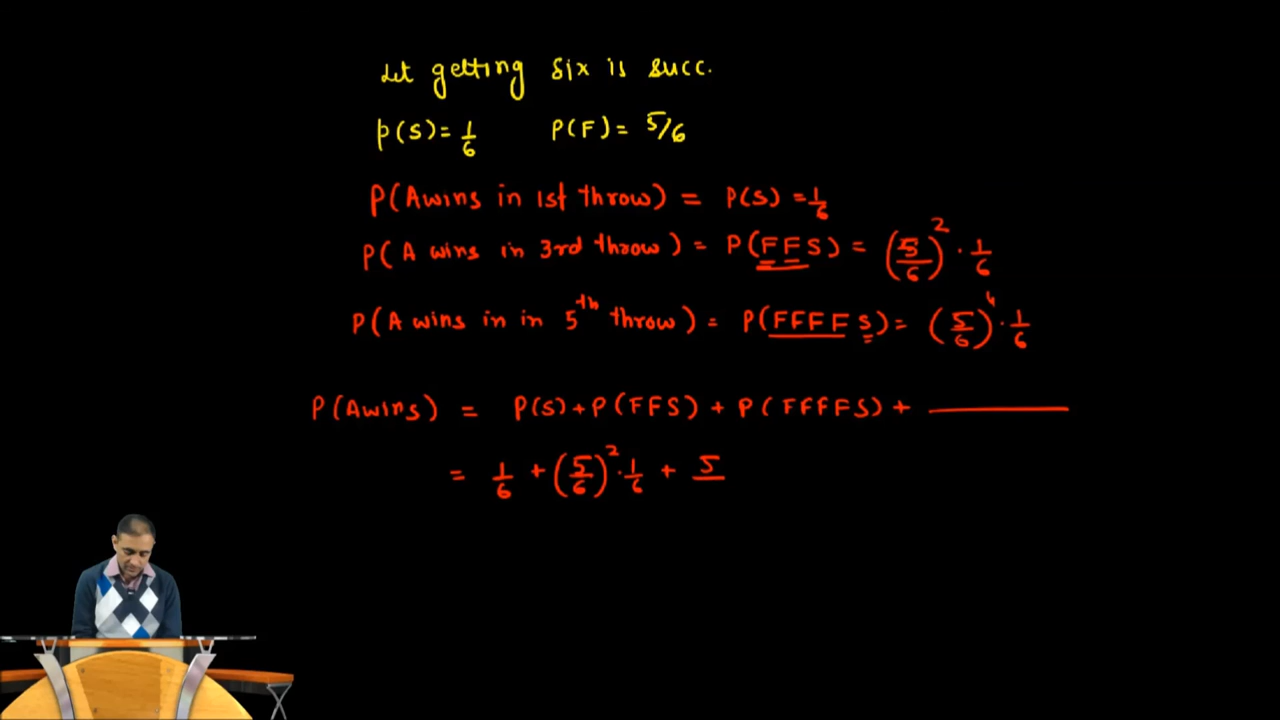 Let getting six is succ.
P(S)= 1/6 P(F)= 5/6
P(A wins in 1st throw) = P(S) = 1/6
P(A wins in 3rd throw) = P(FFS) = (5/6)^2 · 1/6
P(A wins in in 5th throw) = P(FFFFS) = (5/6)^4 · 1/6
P(A wins) = P(S) + P(FFS) + P(FFFFS) + ———
= 1/6 + (5/6)^2 · 1/6 + 5/